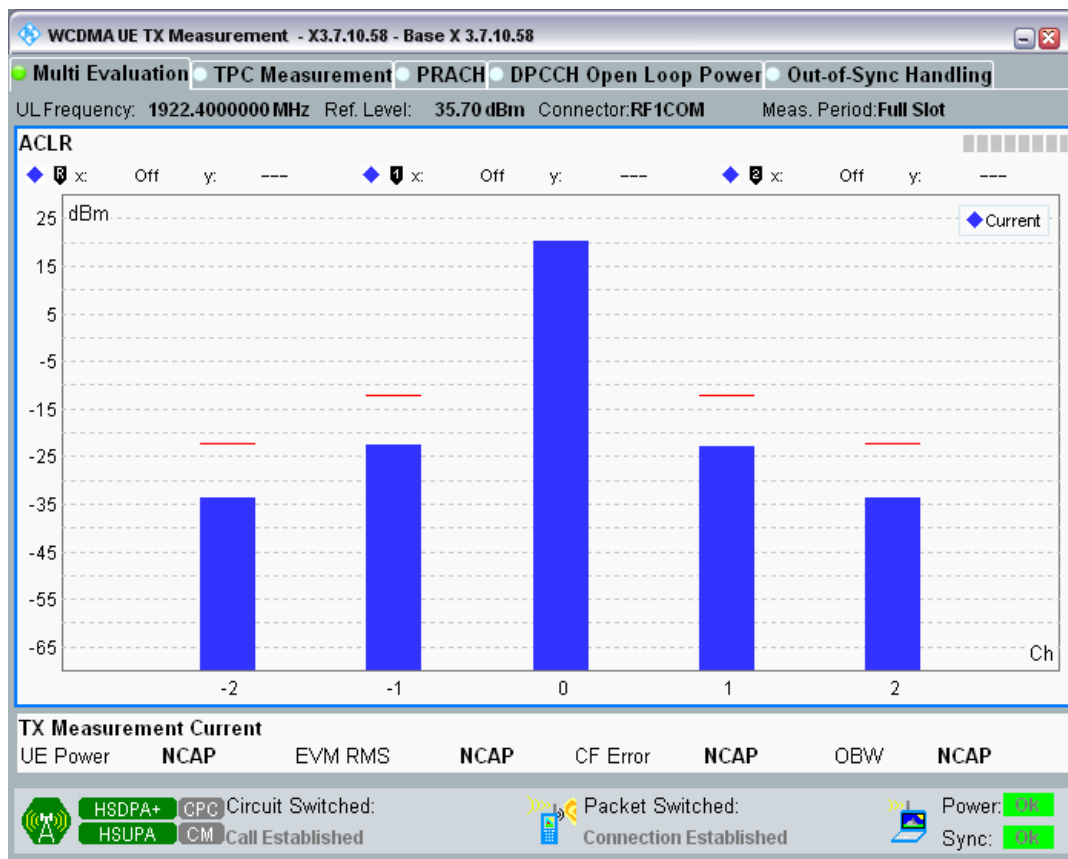 WCDMA UE TX Measurement - X3.7.10.58 - Base X 3.7.10.58
Multi Evaluation TPC Measurement PRACH DPCCH Open Loop Power Out-of-Sync Handling
UL Frequency: 1922.4000000 MHz Ref. Level: 35.70 dBm Connector:RF1COM Meas. Period:Full Slot
ACLR
R x: Off y: --- 1 x: Off y: --- 2 x: Off y: ---
25 dBm Current
15
5
-5
-15
-25
-35
-45
-55
-65 Ch
-2 -1 0 1 2
TX Measurement Current
UE Power NCAP EVM RMS NCAP CF Error NCAP OBW NCAP
HSDPA+ CPC Circuit Switched: Packet Switched: Power: OK
HSUPA CM Call Established Connection Established Sync: OK